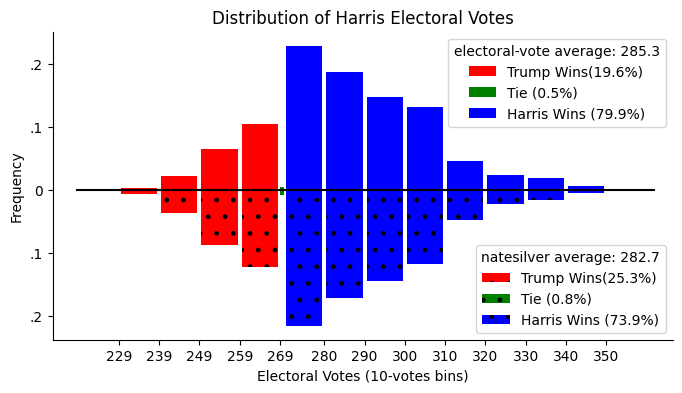 Distribution of Harris Electoral Votes
electoral-vote average: 285.3
Trump Wins(19.6%)
Tie (0.5%)
Harris Wins (79.9%)
.2
.1
0
.1
.2
Frequency
natesilver average: 282.7
Trump Wins(25.3%)
Tie (0.8%)
Harris Wins (73.9%)
229 239 249 259 269 280 290 300 310 320 330 340 350
Electoral Votes (10-votes bins)